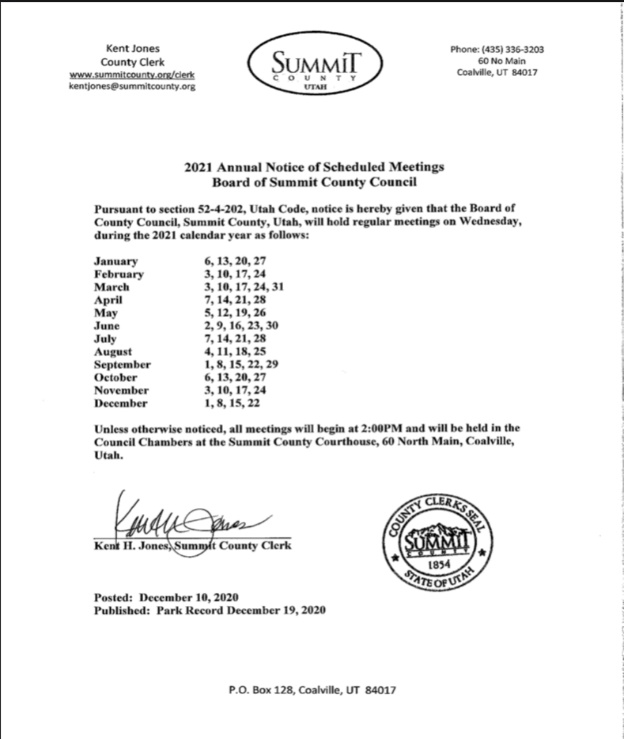 Kent Jones
County Clerk
www.summitcounty.org/clerk
kentjones@summitcounty.org
SUMMIT
COUNTY
UTAH
Phone: (435) 336-3203
60 No Main
Coalville, UT 84017
2021 Annual Notice of Scheduled Meetings
Board of Summit County Council
Pursuant to section 52-4-202, Utah Code, notice is hereby given that the Board of
County Council, Summit County, Utah, will hold regular meetings on Wednesday,
during the 2021 calendar year as follows:
January 6, 13, 20, 27
February 3, 10, 17, 24
March 3, 10, 17, 24, 31
April 7, 14, 21, 28
May 5, 12, 19, 26
June 2, 9, 16, 23, 30
July 7, 14, 21, 28
August 4, 11, 18, 25
September 1, 8, 15, 22, 29
October 6, 13, 20, 27
November 3, 10, 17, 24
December 1, 8, 15, 22
Unless otherwise noticed, all meetings will begin at 2:00PM and will be held in the
Council Chambers at the Summit County Courthouse, 60 North Main, Coalville,
Utah.
Kent H. Jones, Summit County Clerk
COUNTY CLERKS SEAL
SUMMIT
COUNTY
1854
STATE OF UTAH
Posted: December 10, 2020
Published: Park Record December 19, 2020
P.O. Box 128, Coalville, UT 84017